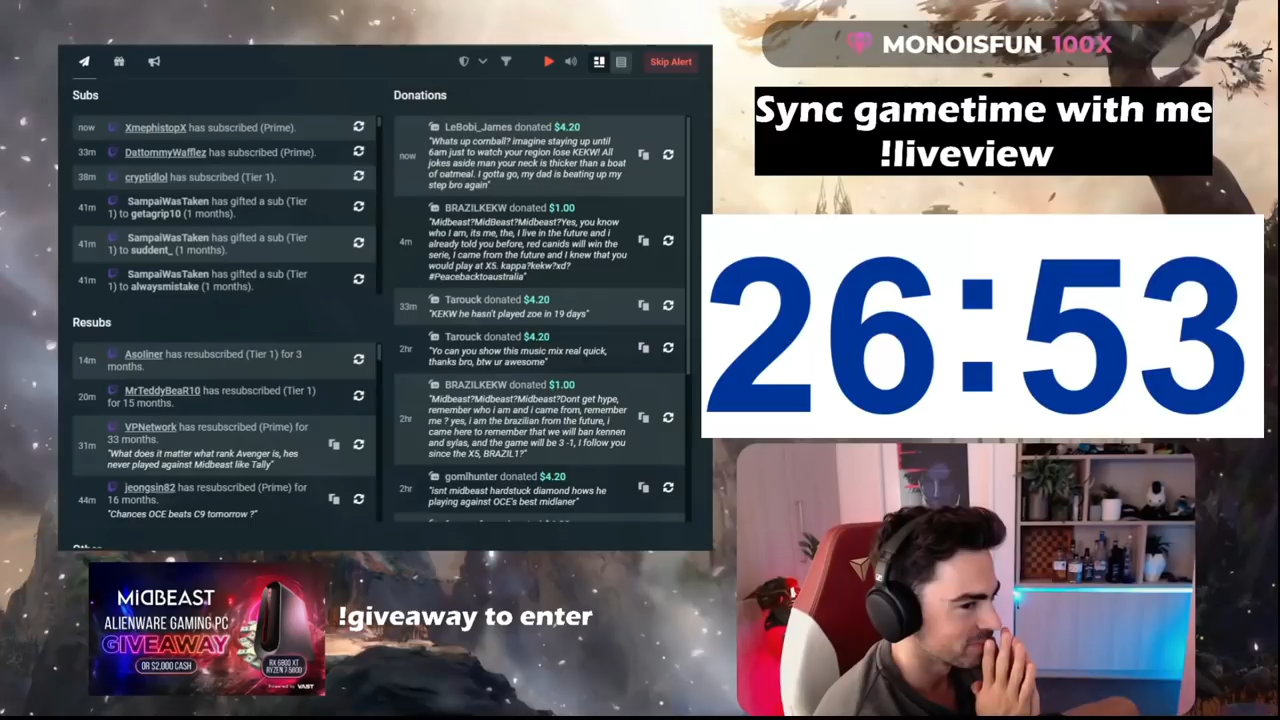 MONOISFUN 100X
Sync gametime with me
!liveview
Skip Alert
Subs
now XmephistopX has subscribed (Prime).
33m DattommyWafflez has subscribed (Prime).
38m cryptidlol has subscribed (Tier 1).
41m SampaiWasTaken has gifted a sub (Tier
1) to getagrip10 (1 months).
41m SampaiWasTaken has gifted a sub (Tier
1) to suddent_ (1 months).
41m SampaiWasTaken has gifted a sub (Tier
1) to alwaysmistake (1 months).
Resubs
14m Asoliner has resubscribed (Tier 1) for 3
months.
20m MrTeddyBeaR10 has resubscribed (Tier 1)
for 15 months.
31m VPNetwork has resubscribed (Prime) for
33 months.
"What does it matter what rank Avenger is, hes
never played against Midbeast like Tally"
44m jeongsin82 has resubscribed (Prime) for
16 months.
"Chances OCE beats C9 tomorrow ?"
Donations
now LeBobi_James donated $4.20
"Whats up cornball? Imagine staying up until
6am just to watch your region lose KEKW! All
jokes aside man your neck is thicker than a boat
of oatmeal. I gotta go, my dad is beating up my
step bro again"
4m BRAZILKEKW donated $1.00
"Midbeast?MidBeast?Midbeast?Yes, you know
who I am, its me, the, I live in the future and i
already told you before, red canids will win the
serie, I came from the future and I knew that you
would play at X5. kappa?kekw?xd?
#Peacebacktoaustralia"
33m Tarouck donated $4.20
"KEKW he hasn't played zoe in 19 days"
2hr Tarouck donated $4.20
"Yo can you show this music mix real quick,
thanks bro, btw ur awesome"
2hr BRAZILKEKW donated $1.00
"Midbeast?Midbeast?Midbeast?Dont get hype,
remember who i am and i came from, remember
me ? yes, i am the brazilian from the future, i
came here to remember that we will ban kennen
and sylas, and the game will be 3 -1, I follow you
since the X5, BRAZIL1?"
2hr gomlhunter donated $4.20
"isnt midbeast hardstuck diamond hows he
playing against OCE's best midlaner"
26:53
MIDBEAST
ALIENWARE GAMING PC
GIVEAWAY
OR $2,000 CASH
RX 6800 XT
RYZEN 7 5800
Powered by VAST
!giveaway to enter